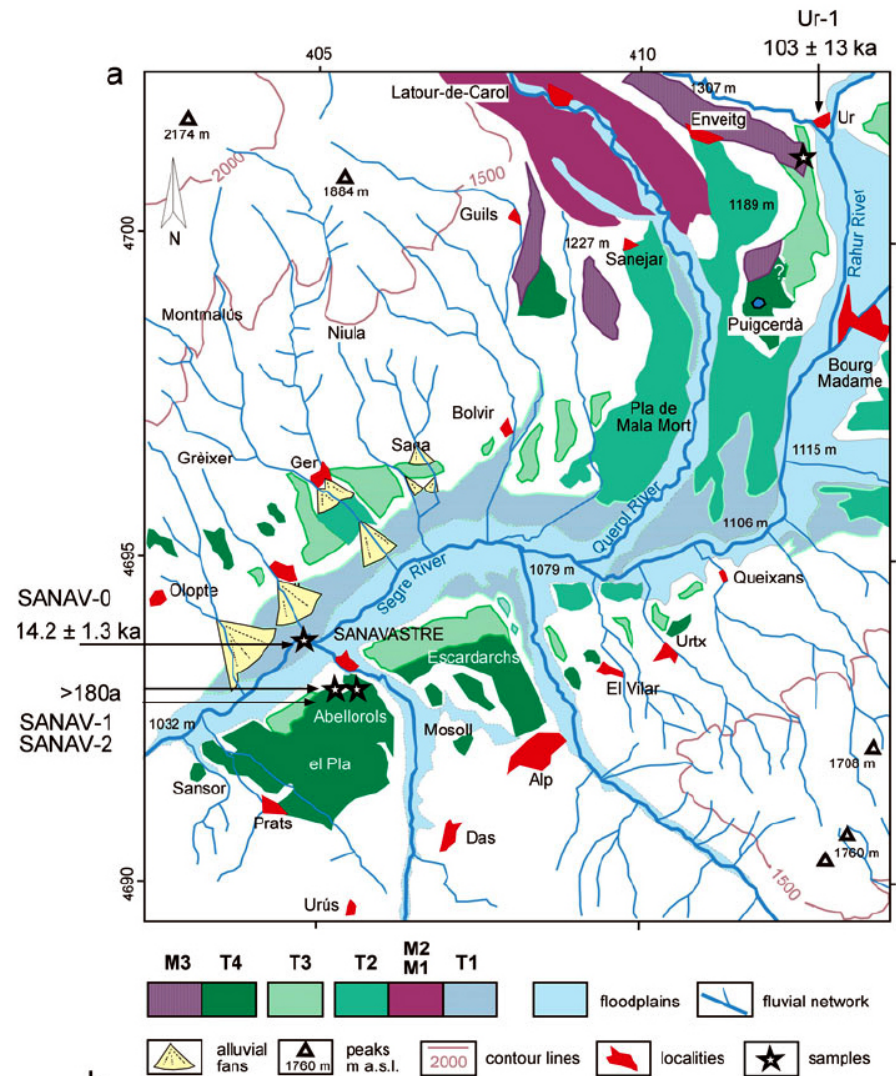 Ur-1
103 ± 13 ka
a
405
410
1307 m
Latour-de-Carol
Enveitg
Ur
2174 m
2000
1884 m
1500
4700
N
Guils
1227 m
Sanejar
1189 m
Rahur River
?
Puigcerdà
Montmalús
Niula
Bourg
Madame
Bolvir
Pla de
Mala Mort
Saga
Grèixer
Ger
1115 m
1106 m
Querol River
4695
Olopte
Segre River
1079 m
Queixans
SANAV-0
14.2 ± 1.3 ka
SANAVASTRE
Escardarchs
Urtx
El Vilar
>180a
SANAV-1
SANAV-2
1032 m
Abellorols
Mosoll
el Pla
Sansor
Alp
1708 m
Prats
Das
1760 m
4690
1500
Urús
M3 T4 T3 T2 M2 M1 T1
floodplains
fluvial network
alluvial fans
peaks m a.s.l.
1760 m
2000
contour lines
localities
samples